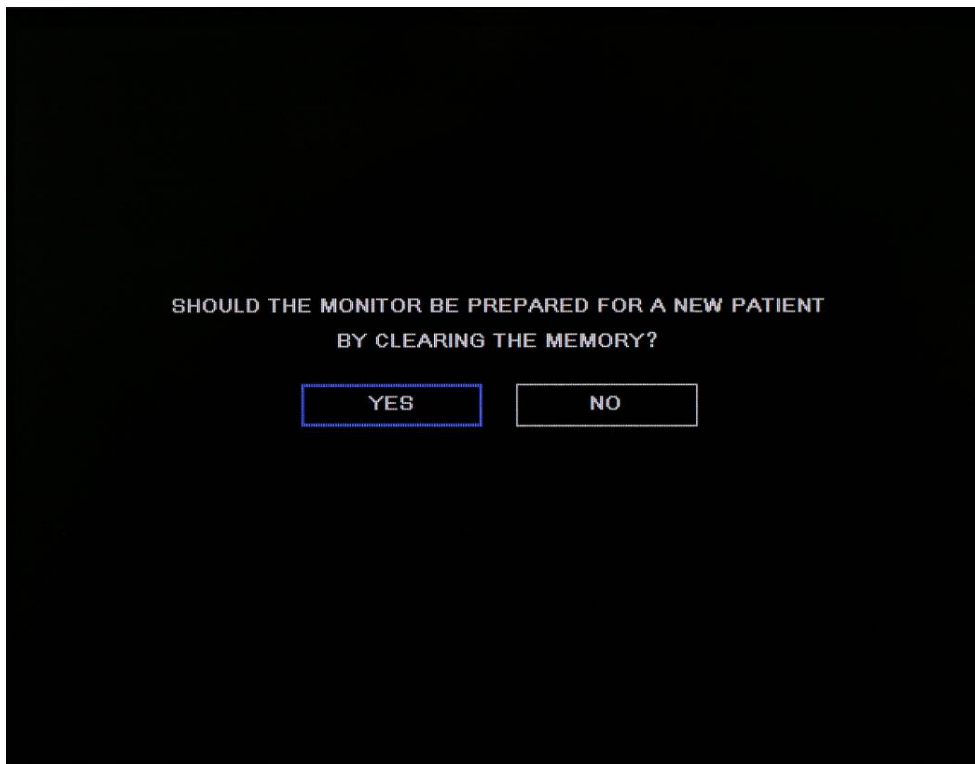 SHOULD THE MONITOR BE PREPARED FOR A NEW PATIENT
BY CLEARING THE MEMORY?
YES
NO